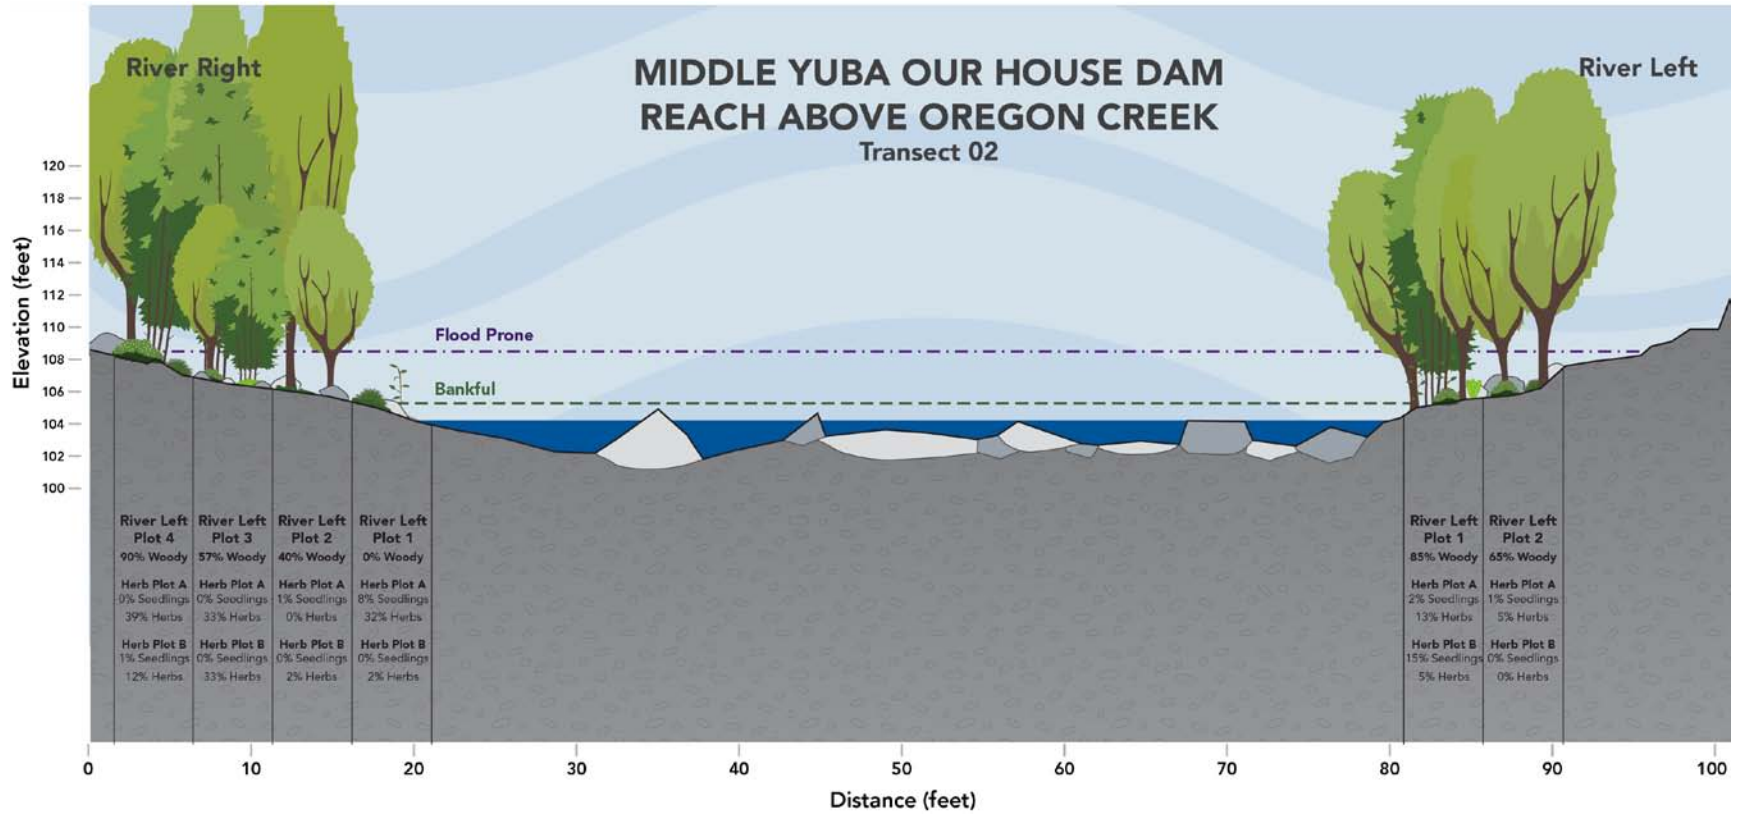 River Right
MIDDLE YUBA OUR HOUSE DAM
REACH ABOVE OREGON CREEK
Transect 02
River Left
Elevation (feet)
120
118
116
114
112
110
108
106
104
102
100
Flood Prone
Bankful
River Left
Plot 4
90% Woody
Herb Plot A
0% Seedlings
39% Herbs
Herb Plot B
1% Seedlings
12% Herbs
River Left
Plot 3
57% Woody
Herb Plot A
0% Seedlings
33% Herbs
Herb Plot B
0% Seedlings
33% Herbs
River Left
Plot 2
40% Woody
Herb Plot A
1% Seedlings
0% Herbs
Herb Plot B
0% Seedlings
2% Herbs
River Left
Plot 1
0% Woody
Herb Plot A
8% Seedlings
32% Herbs
Herb Plot B
0% Seedlings
2% Herbs
River Left
Plot 1
85% Woody
Herb Plot A
2% Seedlings
13% Herbs
Herb Plot B
15% Seedlings
5% Herbs
River Left
Plot 2
65% Woody
Herb Plot A
1% Seedlings
5% Herbs
Herb Plot B
0% Seedlings
0% Herbs
0 10 20 30 40 50 60 70 80 90 100
Distance (feet)